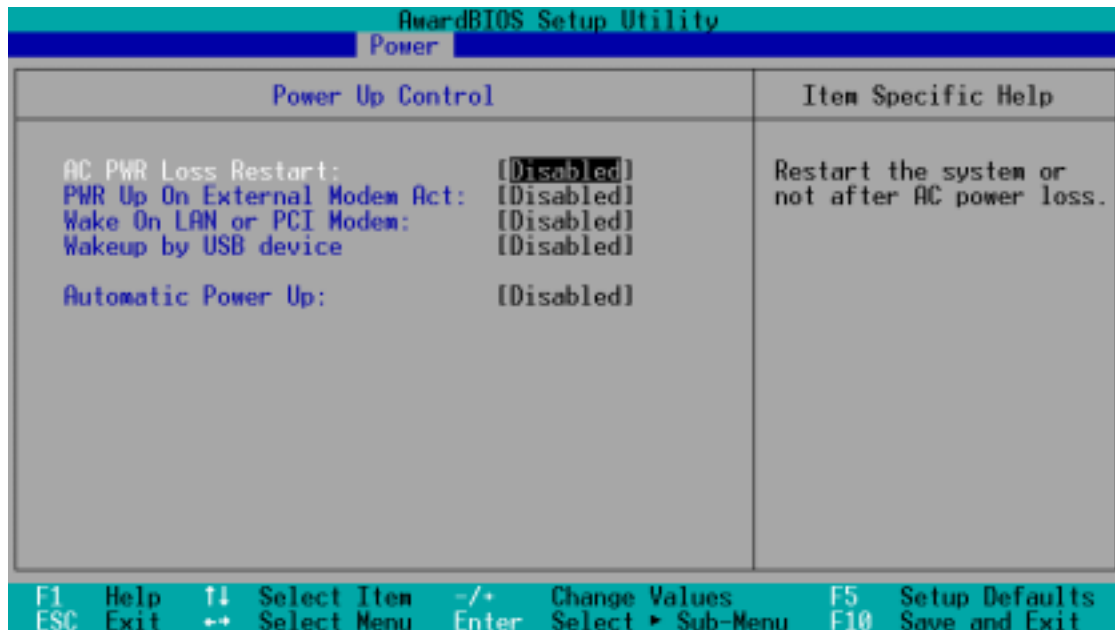 AwardBIOS Setup Utility
Power
Power Up Control
Item Specific Help
AC PWR Loss Restart: [Disabled]
PWR Up On External Modem Act: [Disabled]
Wake On LAN or PCI Modem: [Disabled]
Wakeup by USB device [Disabled]
Automatic Power Up: [Disabled]
Restart the system or
not after AC power loss.
F1 Help ↑↓ Select Item -/+ Change Values F5 Setup Defaults
ESC Exit ←→ Select Menu Enter Select ► Sub-Menu F10 Save and Exit